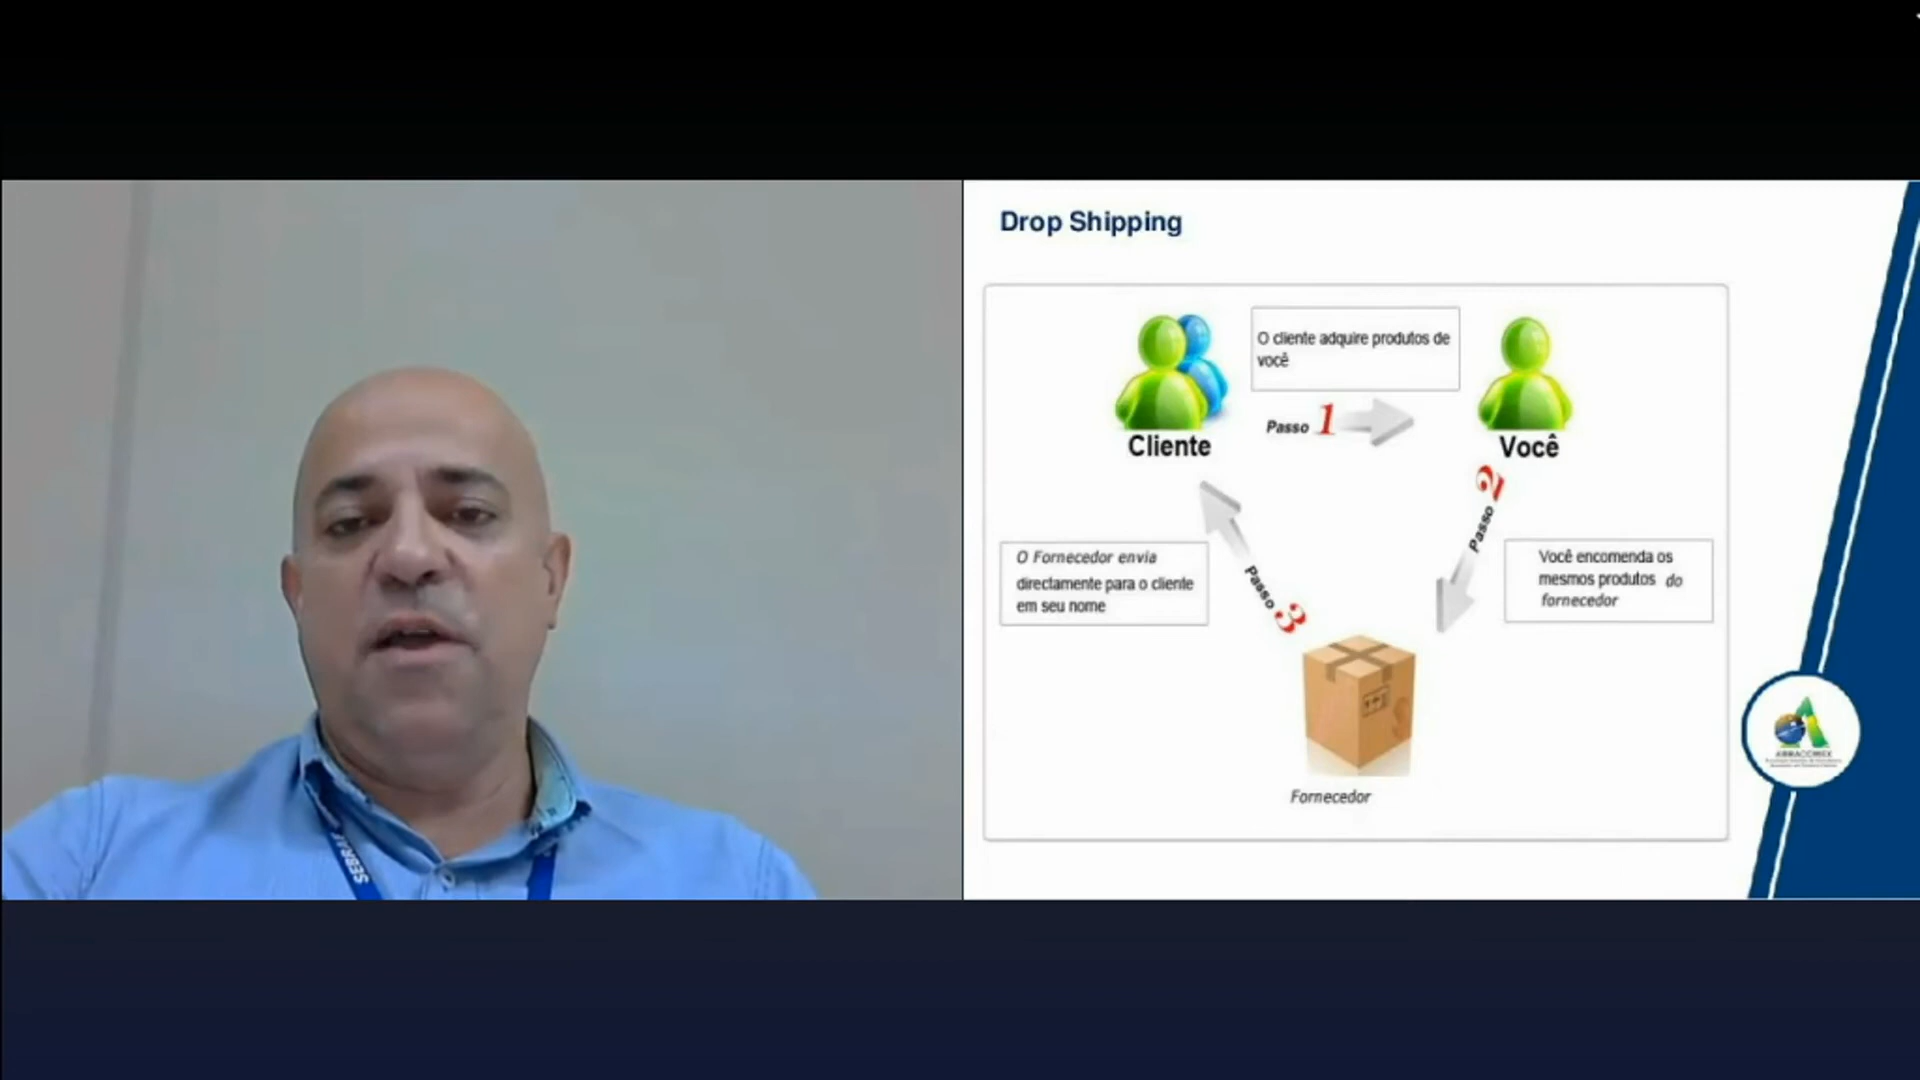 Drop Shipping
O cliente adquire produtos de
você
Passo 1
Cliente
Você
Passo 2
O Fornecedor envia
directamente para o cliente
em seu nome
Passo 3
Você encomenda os
mesmos produtos do
fornecedor
Fornecedor
SEBRAE
ABRACOMEX